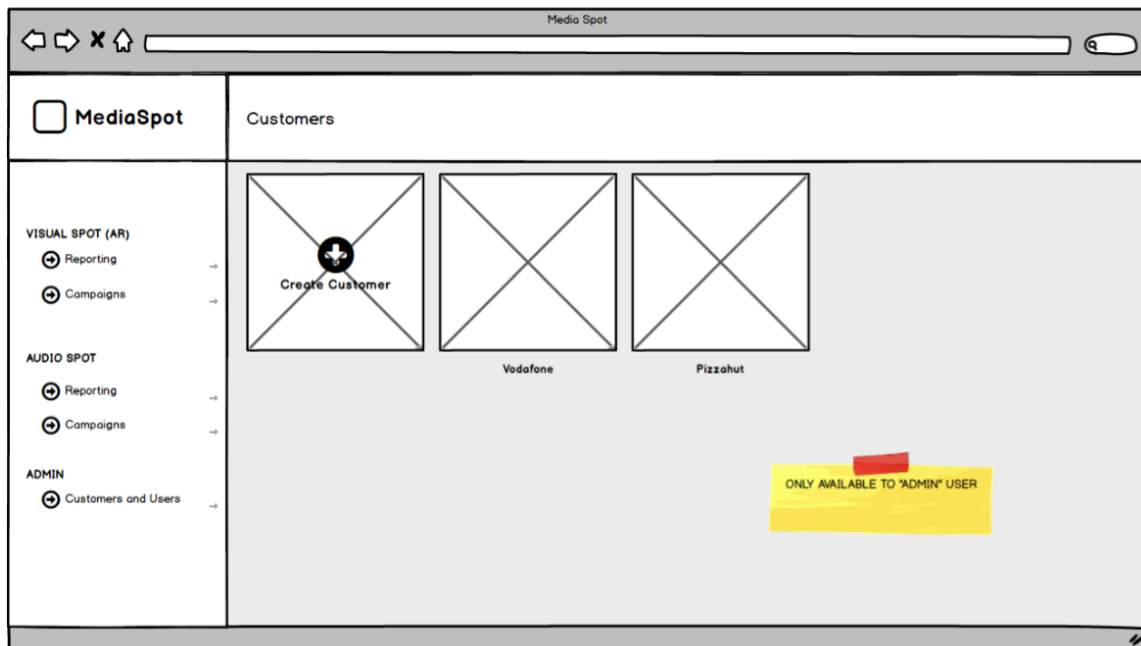 Media Spot
MediaSpot
Customers
VISUAL SPOT (AR)
Reporting
Campaigns
AUDIO SPOT
Reporting
Campaigns
ADMIN
Customers and Users
Create Customer
Vodafone
Pizzahut
ONLY AVAILABLE TO "ADMIN" USER